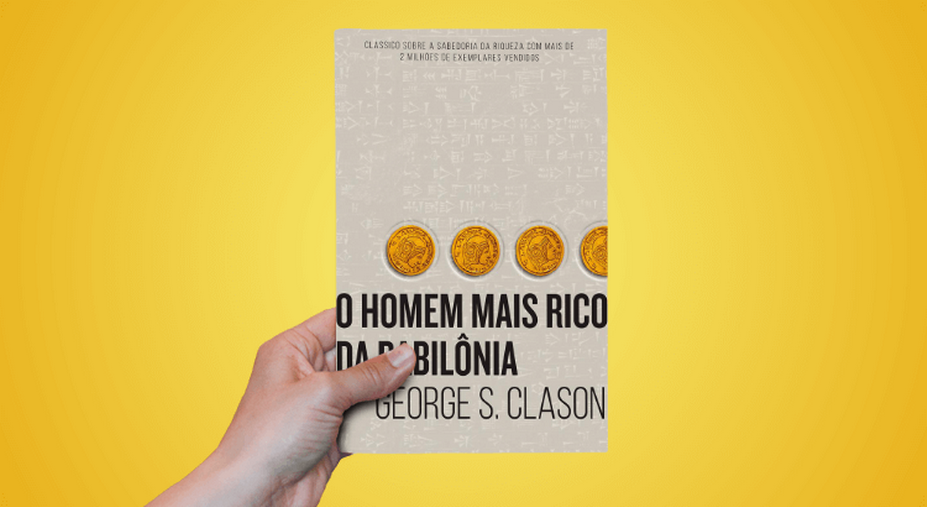 CLASSICO SOBRE A SABEDORIA DA RIQUEZA COM MAIS DE
2 MILHÕES DE EXEMPLARES VENDIDOS
O HOMEM MAIS RICO
DA BABILÔNIA
GEORGE S. CLASON